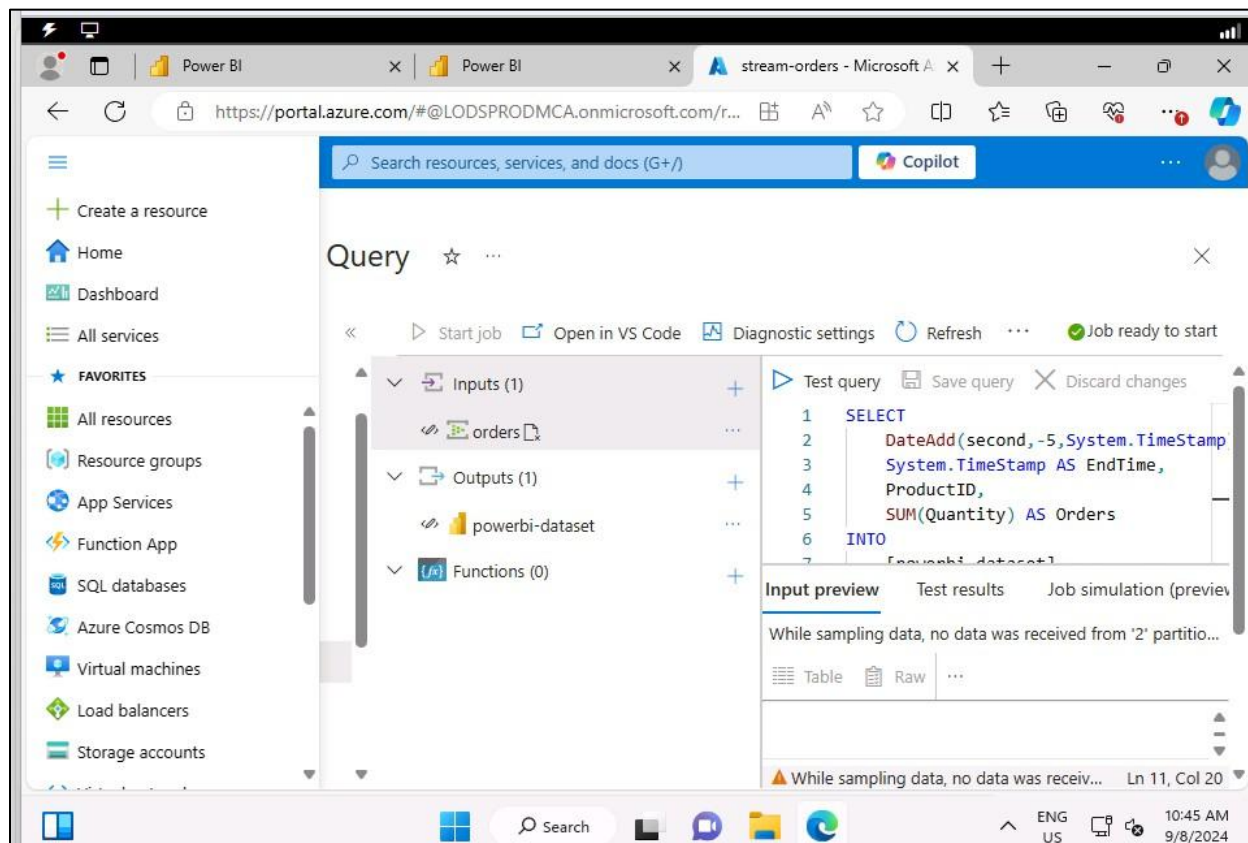 Power BI
Power BI
stream-orders - Microsoft A
https://portal.azure.com/#@LODSPRODMCA.onmicrosoft.com/r...
Search resources, services, and docs (G+/)
Copilot
Create a resource
Home
Dashboard
All services
FAVORITES
All resources
Resource groups
App Services
Function App
SQL databases
Azure Cosmos DB
Virtual machines
Load balancers
Storage accounts
Query
Start job
Open in VS Code
Diagnostic settings
Refresh
Job ready to start
Inputs (1)
orders
Outputs (1)
powerbi-dataset
Functions (0)
Test query
Save query
Discard changes
1 SELECT
2 DateAdd(second,-5,System.TimeStamp)
3 System.TimeStamp AS EndTime,
4 ProductID,
5 SUM(Quantity) AS Orders
6 INTO
7 [powerbi-dataset]
Input preview
Test results
Job simulation (preview
While sampling data, no data was received from '2' partitio...
Table
Raw
While sampling data, no data was receiv...
Ln 11, Col 20
Search
ENG
US
10:45 AM
9/8/2024